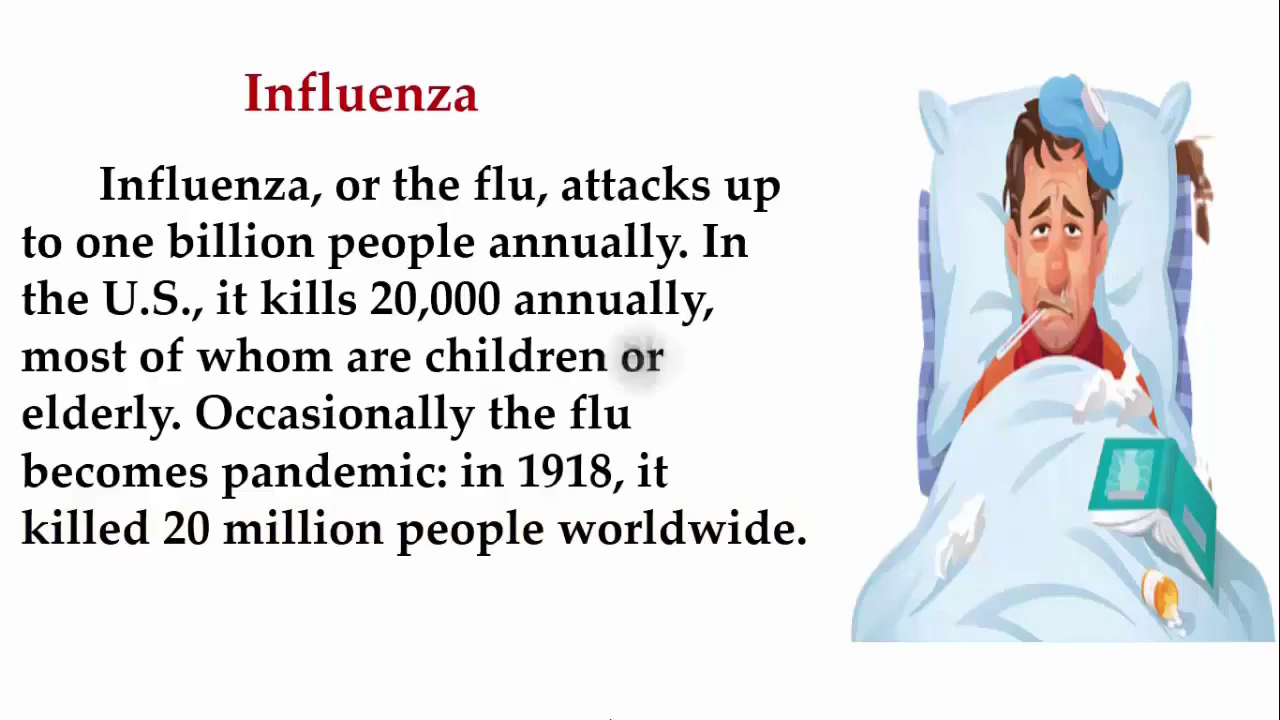 Influenza
Influenza, or the flu, attacks up
to one billion people annually. In
the U.S., it kills 20,000 annually,
most of whom are children or
elderly. Occasionally the flu
becomes pandemic: in 1918, it
killed 20 million people worldwide.